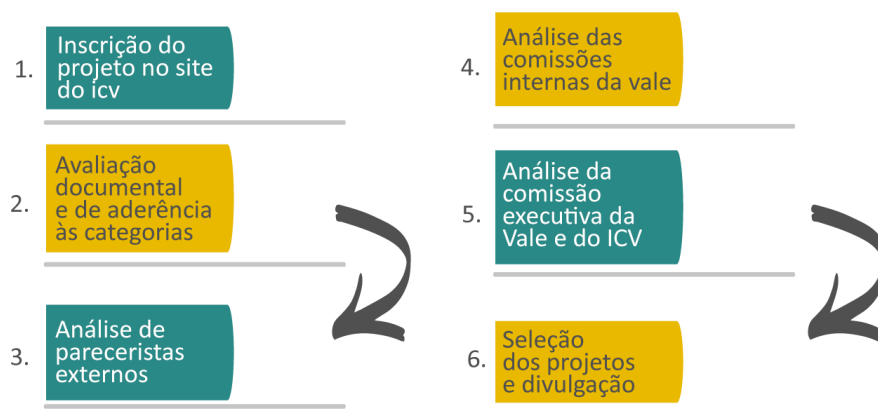 1.
Inscrição do
projeto no site
do icv
2.
Avaliação
documental
e de aderência
às categorias
3.
Análise de
pareceristas
externos
4.
Análise das
comissões
internas da vale
5.
Análise da
comissão
executiva da
Vale e do ICV
6.
Seleção
dos projetos
e divulgação